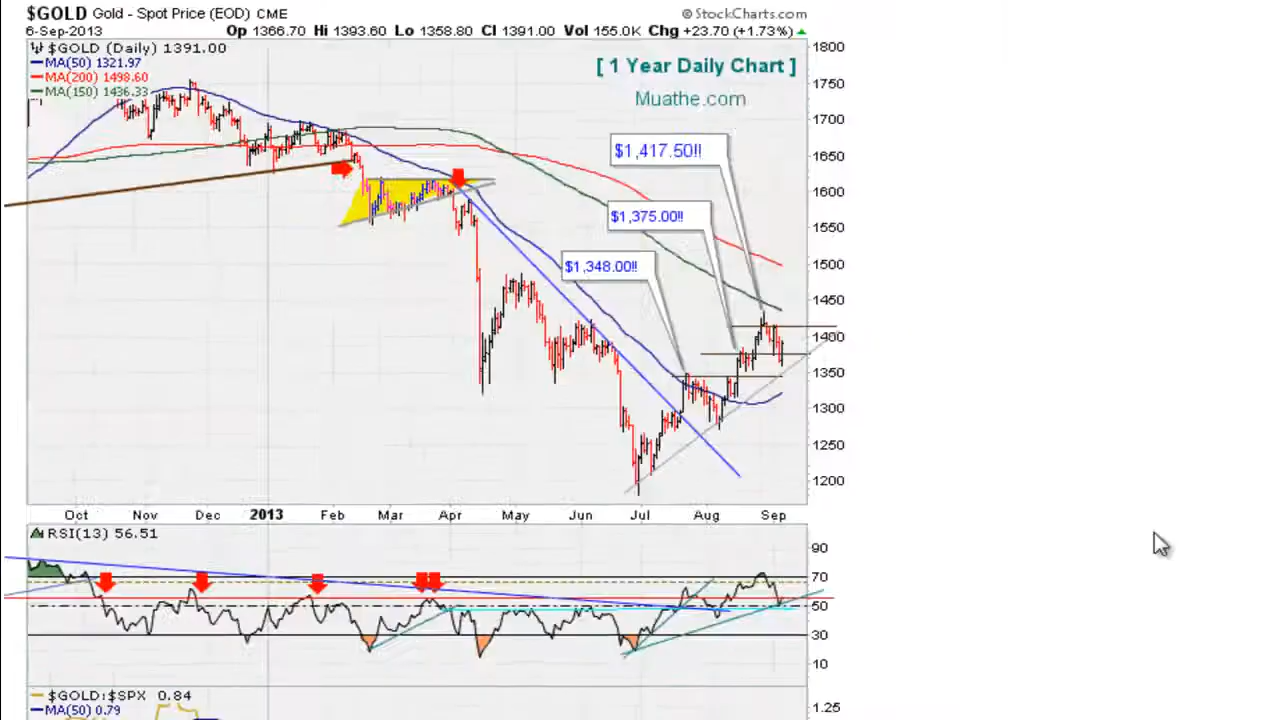 $GOLD Gold - Spot Price (EOD) CME
© StockCharts.com
6-Sep-2013
Op 1366.70 Hi 1393.60 Lo 1358.80 Cl 1391.00 Vol 155.0K Chg +23.70 (+1.73%)
$GOLD (Daily) 1391.00
MA(50) 1321.97
MA(200) 1498.60
MA(150) 1436.33
[ 1 Year Daily Chart ]
Muathe.com
$1,417.50!!
$1,375.00!!
$1,348.00!!
1800
1750
1700
1650
1600
1550
1500
1450
1400
1350
1300
1250
1200
Oct Nov Dec 2013 Feb Mar Apr May Jun Jul Aug Sep
RSI(13) 56.51
90
70
50
30
10
$GOLD:$SPX 0.84
MA(50) 0.79
1.25